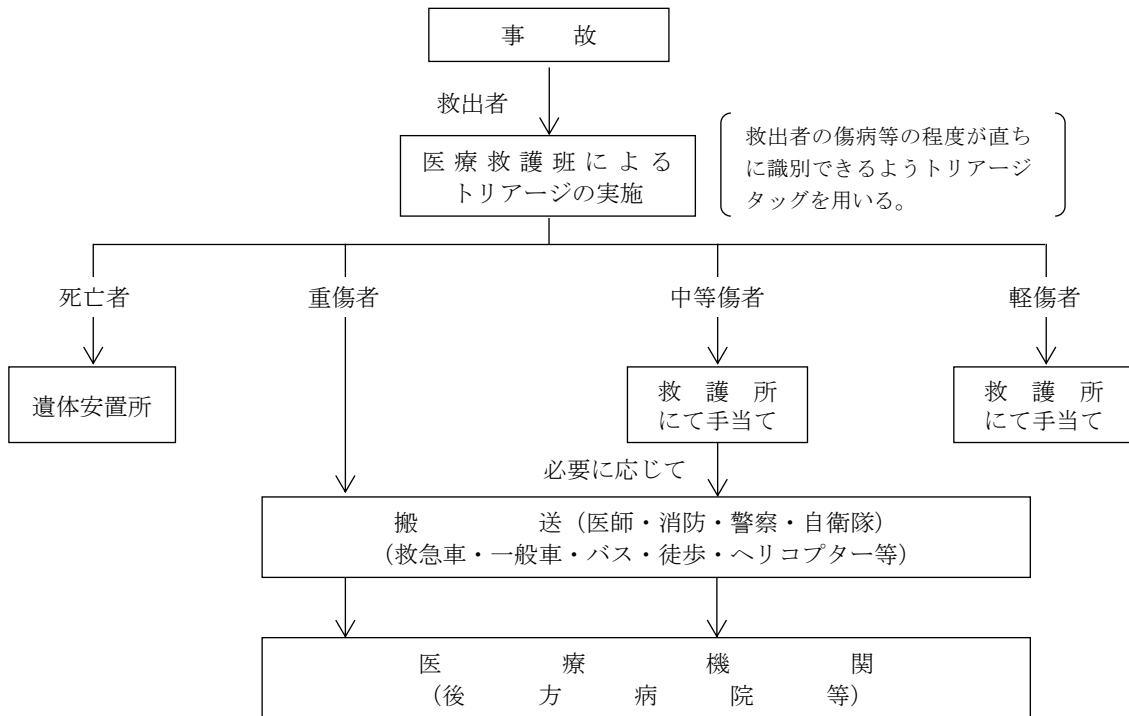 事故
救出者
医療救護班による
トリアージの実施
救出者の傷病等の程度が直ち
に識別できるようトリアージ
タッグを用いる。
死亡者
重傷者
中等傷者
軽傷者
遺体安置所
救護所
にて手当て
救護所
にて手当て
必要に応じて
搬送(医師・消防・警察・自衛隊)
(救急車・一般車・バス・徒歩・ヘリコプター等)
医療機関
(後方病院等)